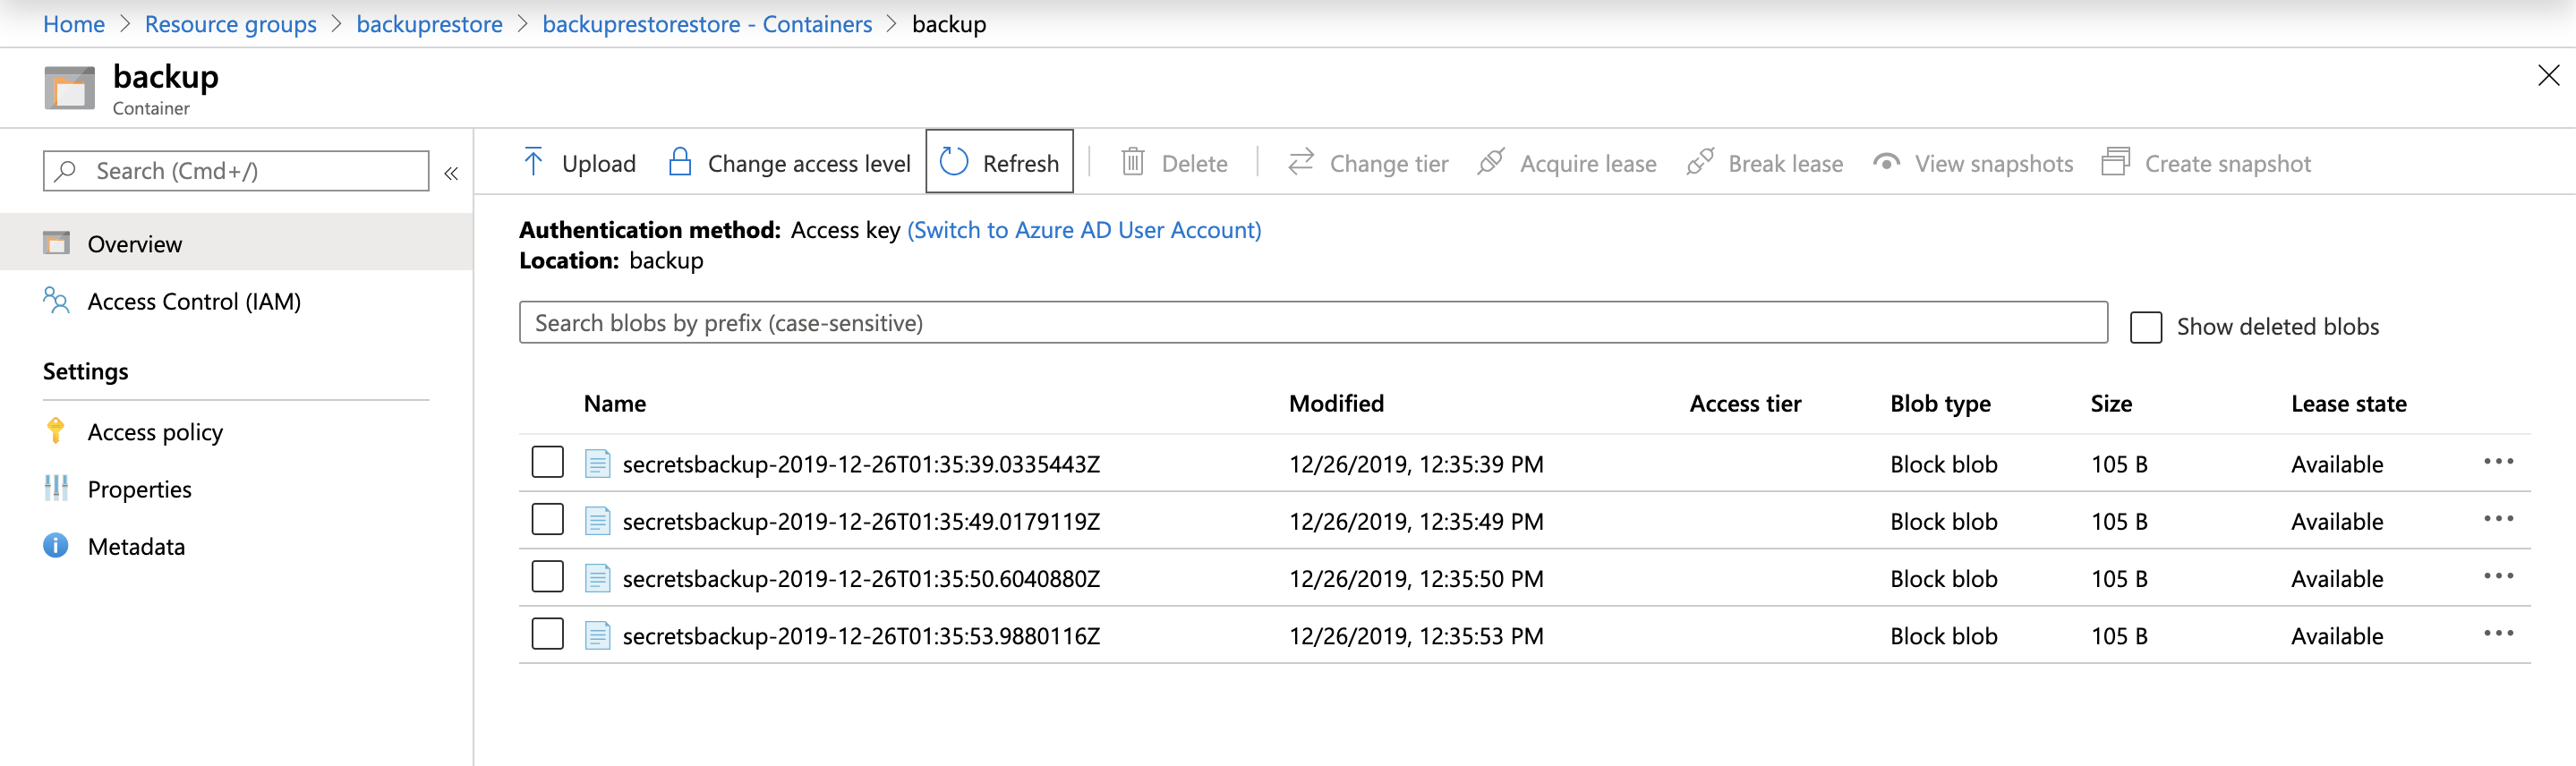 Home > Resource groups > backuprestore > backuprestorestore - Containers > backup
backup
Container
Search (Cmd+/)
«
Overview
Access Control (IAM)
Settings
Access policy
Properties
Metadata
Upload Change access level Refresh Delete Change tier Acquire lease Break lease View snapshots Create snapshot
Authentication method: Access key (Switch to Azure AD User Account)
Location: backup
Search blobs by prefix (case-sensitive) Show deleted blobs
Name Modified Access tier Blob type Size Lease state
secretsbackup-2019-12-26T01:35:39.0335443Z 12/26/2019, 12:35:39 PM Block blob 105 B Available
secretsbackup-2019-12-26T01:35:49.0179119Z 12/26/2019, 12:35:49 PM Block blob 105 B Available
secretsbackup-2019-12-26T01:35:50.6040880Z 12/26/2019, 12:35:50 PM Block blob 105 B Available
secretsbackup-2019-12-26T01:35:53.9880116Z 12/26/2019, 12:35:53 PM Block blob 105 B Available